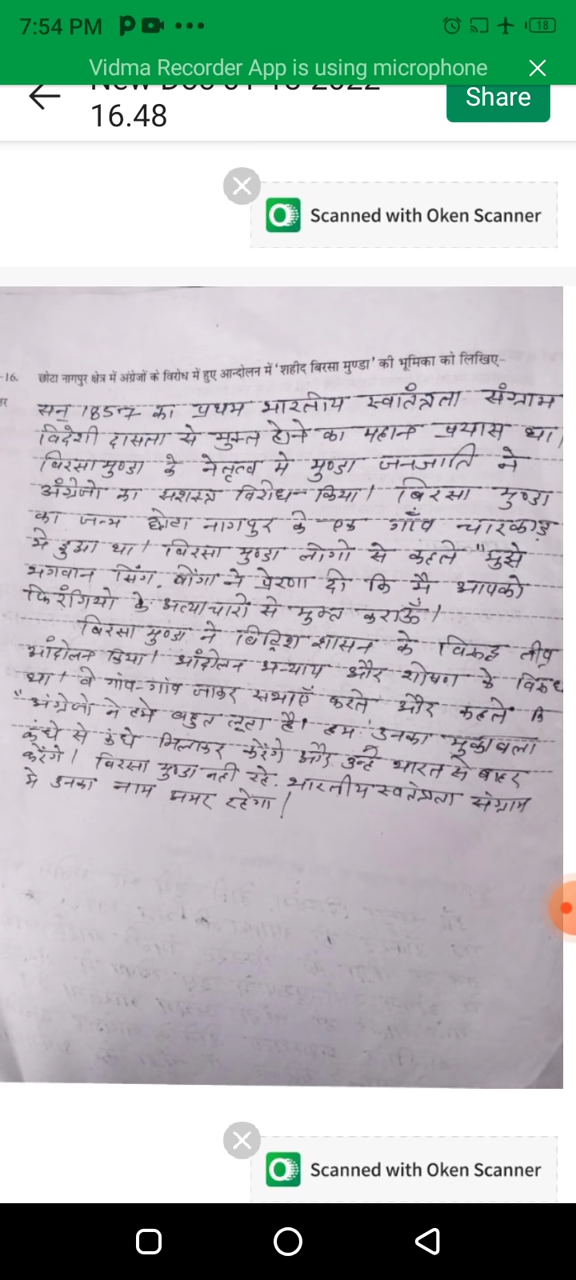 7:54 PM
18
Vidma Recorder App is using microphone
16.48
Share
Scanned with Oken Scanner
-16. छोटा नागपुर क्षेत्र में अंग्रेजों के विरोध में हुए आन्दोलन में 'शहीद बिरसा मुण्डा' की भूमिका को लिखिए-
सन् 1857 का प्रथम भारतीय स्वातंत्रता संग्राम
विदेशी दासता से मुक्त होने का महान प्रयास था।
बिरसा मुण्डा के नेतृत्व मे मुण्डा जनजाति ने
अंग्रेजो का सशस्त्र विरोध किया। बिरसा मुण्डा
का जन्म छोटा नागपुर के एक गाँव चारकाड़
मे हुआ था। बिरसा मुण्डा लोगो से कहते "मुझे
भगवान सिंग, बोंगा ने प्रेरणा दी कि मै आपको
फिरंगियो के अत्याचारो से मुक्त कराऊँ।
बिरसा मुण्डा ने ब्रिटिश शासन के विरुद्ध तीव्र
आंदोलन किया। आंदोलन अन्याय और शोषण के विरुध
था। वे गांव-गांव जाकर सभाएँ करते और कहते कि
"अंग्रेजो ने हमे बहुत लूटा है। हम उनका मुकावला
कंधे से कंधे मिलाकर करेंगे और उन्हे भारत से बाहर
करेंगे। बिरसा मुण्डा नही रहे. भारतीय स्वतंत्रता संग्राम
मे उनका नाम अमर रहेगा।
Scanned with Oken Scanner